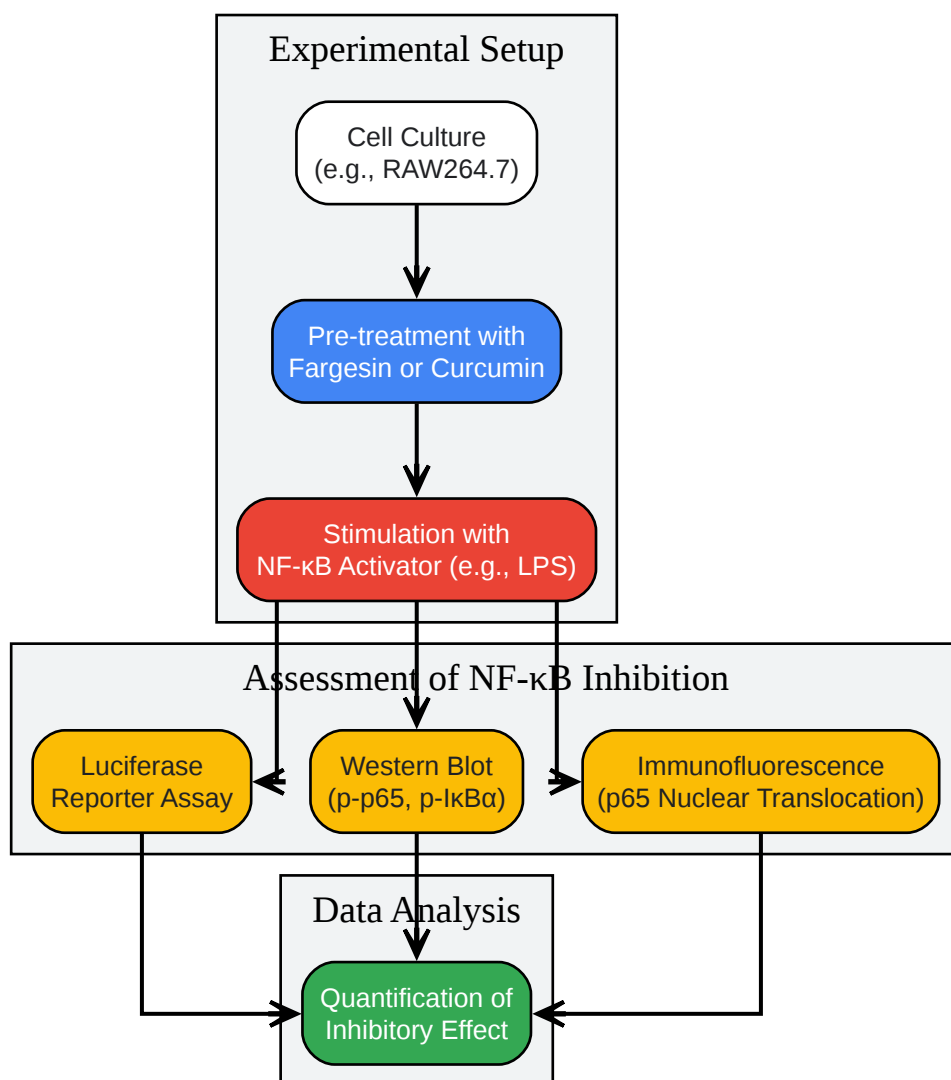 Experimental Setup
Cell Culture
(e.g., RAW264.7)
Pre-treatment with
Fargesin or Curcumin
Stimulation with
NF-κB Activator (e.g., LPS)
Assessment of NF-κB Inhibition
Luciferase
Reporter Assay
Western Blot
(p-p65, p-IκBα)
Immunofluorescence
(p65 Nuclear Translocation)
Data Analysis
Quantification of
Inhibitory Effect